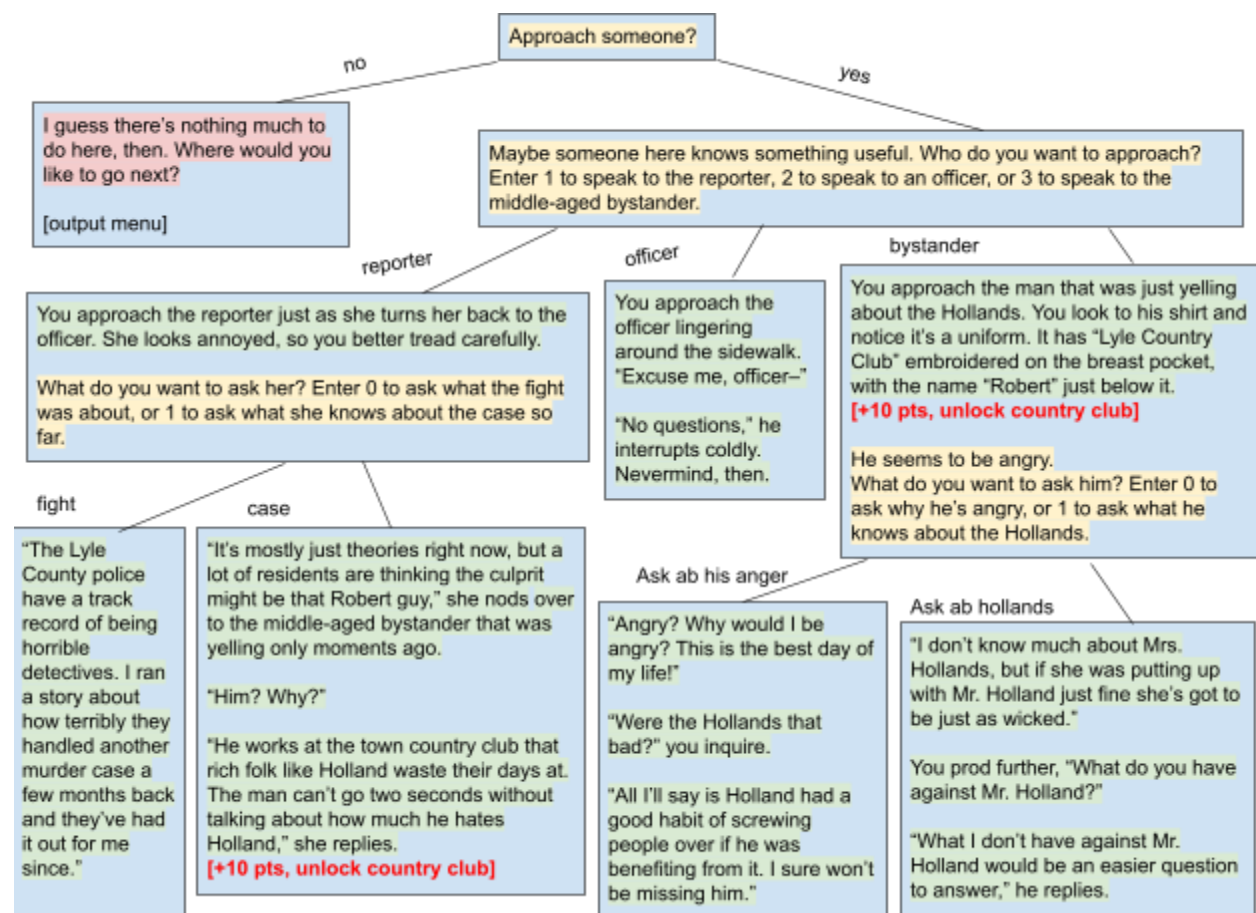 Approach someone?
no
yes
I guess there's nothing much to
do here, then. Where would you
like to go next?
[output menu]
Maybe someone here knows something useful. Who do you want to approach?
Enter 1 to speak to the reporter, 2 to speak to an officer, or 3 to speak to the
middle-aged bystander.
reporter
officer
bystander
You approach the reporter just as she turns her back to the
officer. She looks annoyed, so you better tread carefully.
What do you want to ask her? Enter 0 to ask what the fight
was about, or 1 to ask what she knows about the case so
far.
You approach the
officer lingering
around the sidewalk.
“Excuse me, officer–”
“No questions,” he
interrupts coldly.
Nevermind, then.
You approach the man that was just yelling
about the Hollands. You look to his shirt and
notice it's a uniform. It has “Lyle Country
Club” embroidered on the breast pocket,
with the name “Robert” just below it.
[+10 pts, unlock country club]
He seems to be angry.
What do you want to ask him? Enter 0 to
ask why he's angry, or 1 to ask what he
knows about the Hollands.
fight
case
Ask ab his anger
Ask ab hollands
“The Lyle
County police
have a track
record of being
horrible
detectives. I ran
a story about
how terribly they
handled another
murder case a
few months back
and they've had
it out for me
since.”
“It's mostly just theories right now, but a
lot of residents are thinking the culprit
might be that Robert guy,” she nods over
to the middle-aged bystander that was
yelling only moments ago.
“Him? Why?”
“He works at the town country club that
rich folk like Holland waste their days at.
The man can't go two seconds without
talking about how much he hates
Holland,” she replies.
[+10 pts, unlock country club]
“Angry? Why would I be
angry? This is the best day of
my life!”
“Were the Hollands that
bad?” you inquire.
“All I'll say is Holland had a
good habit of screwing
people over if he was
benefiting from it. I sure won't
be missing him.”
“I don't know much about Mrs.
Hollands, but if she was putting up
with Mr. Holland just fine she's got to
be just as wicked.”
You prod further, “What do you have
against Mr. Holland?”
“What I don't have against Mr.
Holland would be an easier question
to answer,” he replies.